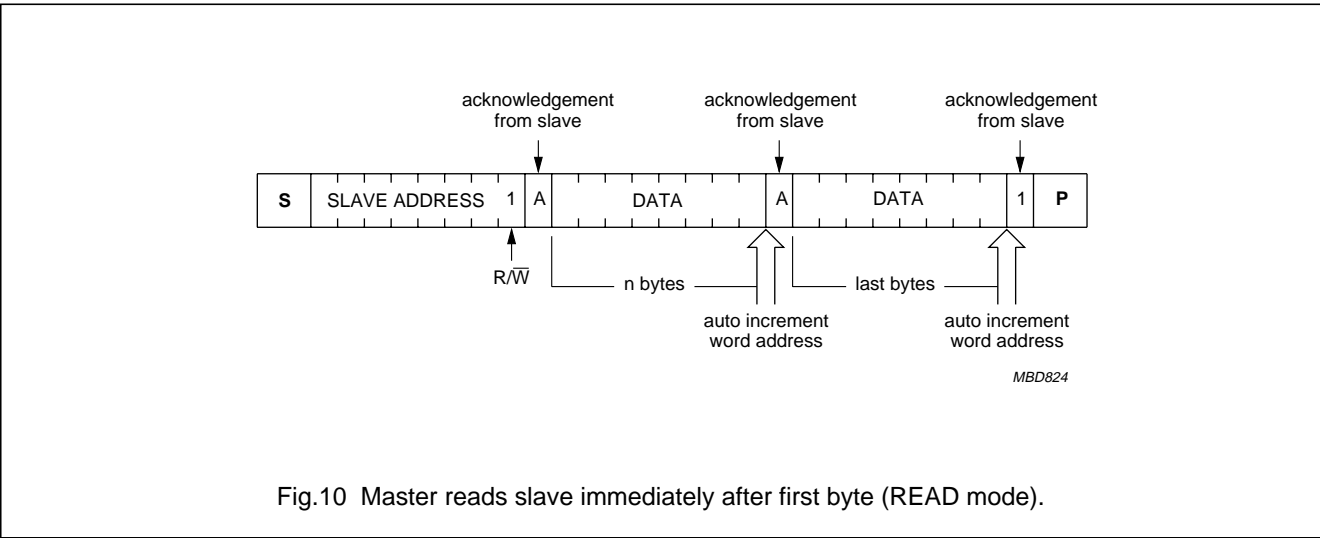 acknowledgement acknowledgement acknowledgement
from slave from slave from slave
S SLAVE ADDRESS 1 A DATA A DATA 1 P
R/W̅
n bytes last bytes
auto increment auto increment
word address word address
MBD824
Fig.10 Master reads slave immediately after first byte (READ mode).